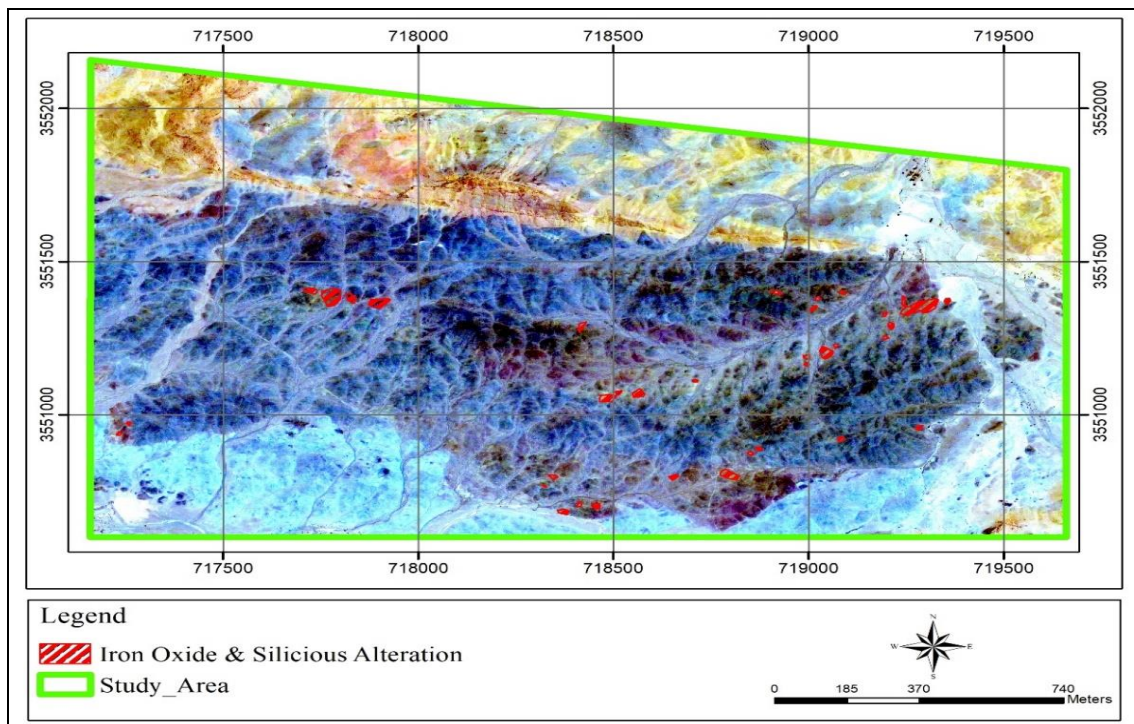 717500 718000 718500 719000 719500
3552000 3552000
3551500 3551500
3551000 3551000
717500 718000 718500 719000 719500
Legend
Iron Oxide & Silicious Alteration
Study_Area
N
W E
S
0 185 370 740
Meters